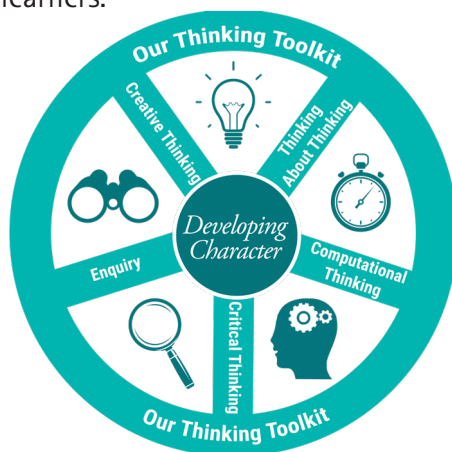 learners.
Our Thinking Toolkit
Creative Thinking
Thinking
About Thinking
Developing
Character
Enquiry
Computational
Thinking
Critical Thinking
Our Thinking Toolkit